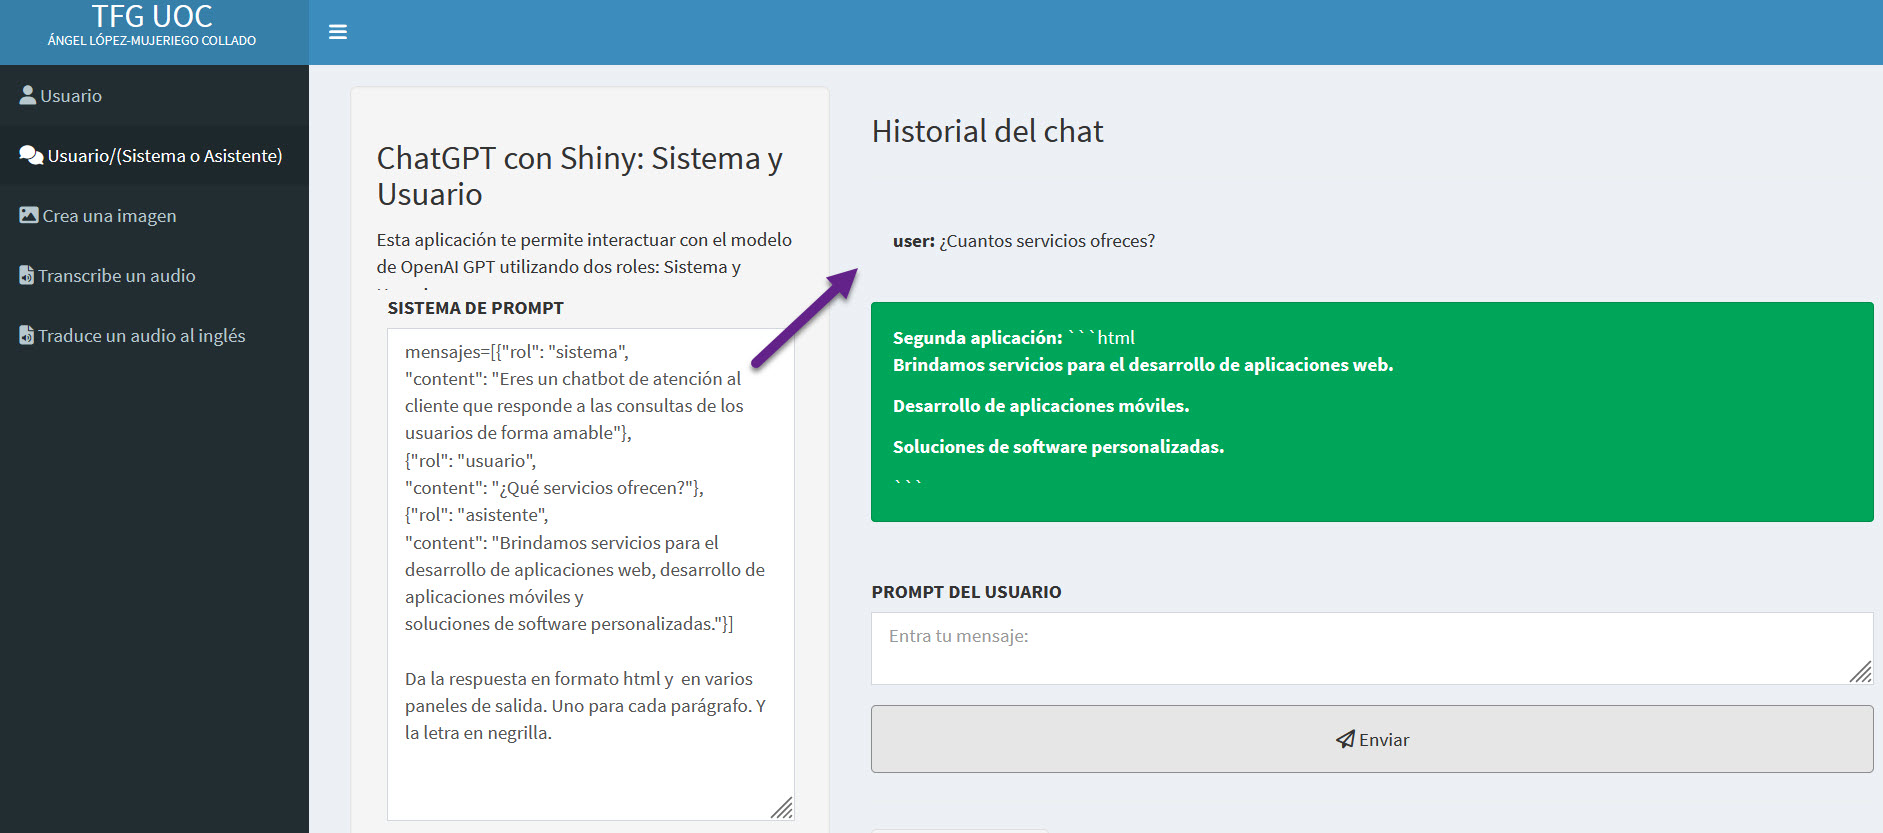 TFG UOC
ÁNGEL LÓPEZ-MUJERIEGO COLLADO
Usuario
Usuario/(Sistema o Asistente)
Crea una imagen
Transcribe un audio
Traduce un audio al inglés
ChatGPT con Shiny: Sistema y
Usuario
Esta aplicación te permite interactuar con el modelo
de OpenAI GPT utilizando dos roles: Sistema y
SISTEMA DE PROMPT
mensajes=[{"rol": "sistema",
"content": "Eres un chatbot de atención al
cliente que responde a las consultas de los
usuarios de forma amable"},
{"rol": "usuario",
"content": "¿Qué servicios ofrecen?"},
{"rol": "asistente",
"content": "Brindamos servicios para el
desarrollo de aplicaciones web, desarrollo de
aplicaciones móviles y
soluciones de software personalizadas."}]
Da la respuesta en formato html y  en varios
paneles de salida. Uno para cada parágrafo. Y
la letra en negrilla.
Historial del chat
user: ¿Cuantos servicios ofreces?
Segunda aplicación: ```html
Brindamos servicios para el desarrollo de aplicaciones web.
Desarrollo de aplicaciones móviles.
Soluciones de software personalizadas.
```
PROMPT DEL USUARIO
Entra tu mensaje:
Enviar